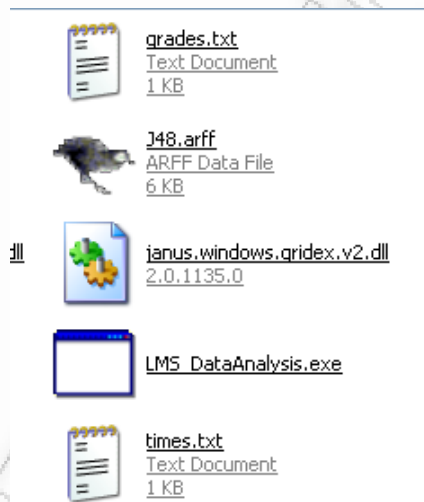 grades.txt
Text Document
1 KB
J48.arff
ARFF Data File
6 KB
dll
janus.windows.gridex.v2.dll
2.0.1135.0
LMS_DataAnalysis.exe
times.txt
Text Document
1 KB